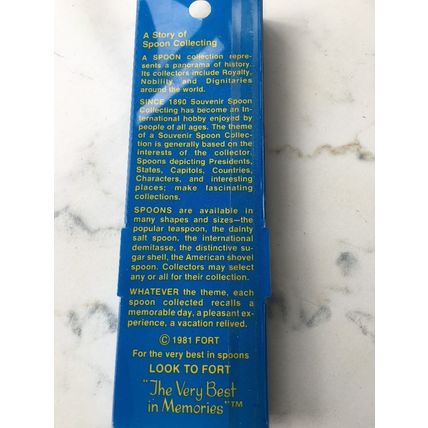 A Story of
Spoon Collecting
A SPOON collection repre-
sents a panorama of history.
Its collectors include Royalty,
Nobility and Dignitaries
around the world.
SINCE 1890 Souvenir Spoon
Collecting has become an In-
ternational hobby enjoyed by
people of all ages. The theme
of a Souvenir Spoon Collec-
tion is generally based on the
interests of the collector.
Spoons depicting Presidents,
States, Capitols, Countries,
Characters, and interesting
places; make fascinating
collections.
SPOONS are available in
many shapes and sizes—the
popular teaspoon, the dainty
salt spoon, the international
demitasse, the distinctive su-
gar shell, the American shovel
spoon. Collectors may select
any or all for their collection.
WHATEVER the theme, each
spoon collected recalls a
memorable day, a pleasant ex-
perience, a vacation relived.
© 1981 FORT
For the very best in spoons
LOOK TO FORT
"The Very Best
in Memories"™